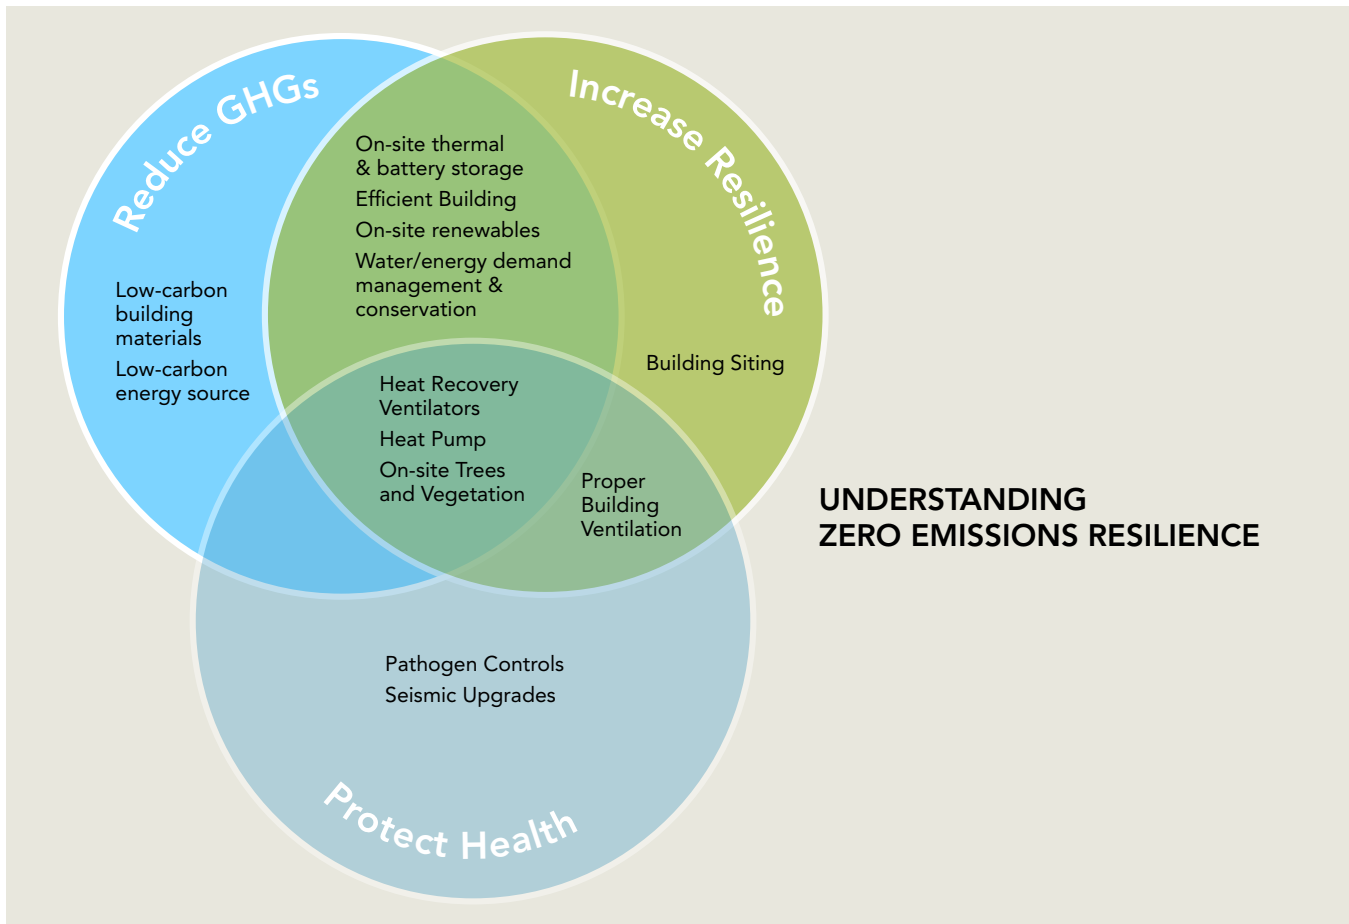 Reduce GHGs
Increase Resilience
On-site thermal
& battery storage
Efficient Building
On-site renewables
Water/energy demand
management &
conservation
Low-carbon
building
materials
Low-carbon
energy source
Building Siting
Heat Recovery
Ventilators
Heat Pump
On-site Trees
and Vegetation
Proper
Building
Ventilation
UNDERSTANDING
ZERO EMISSIONS RESILIENCE
Pathogen Controls
Seismic Upgrades
Protect Health